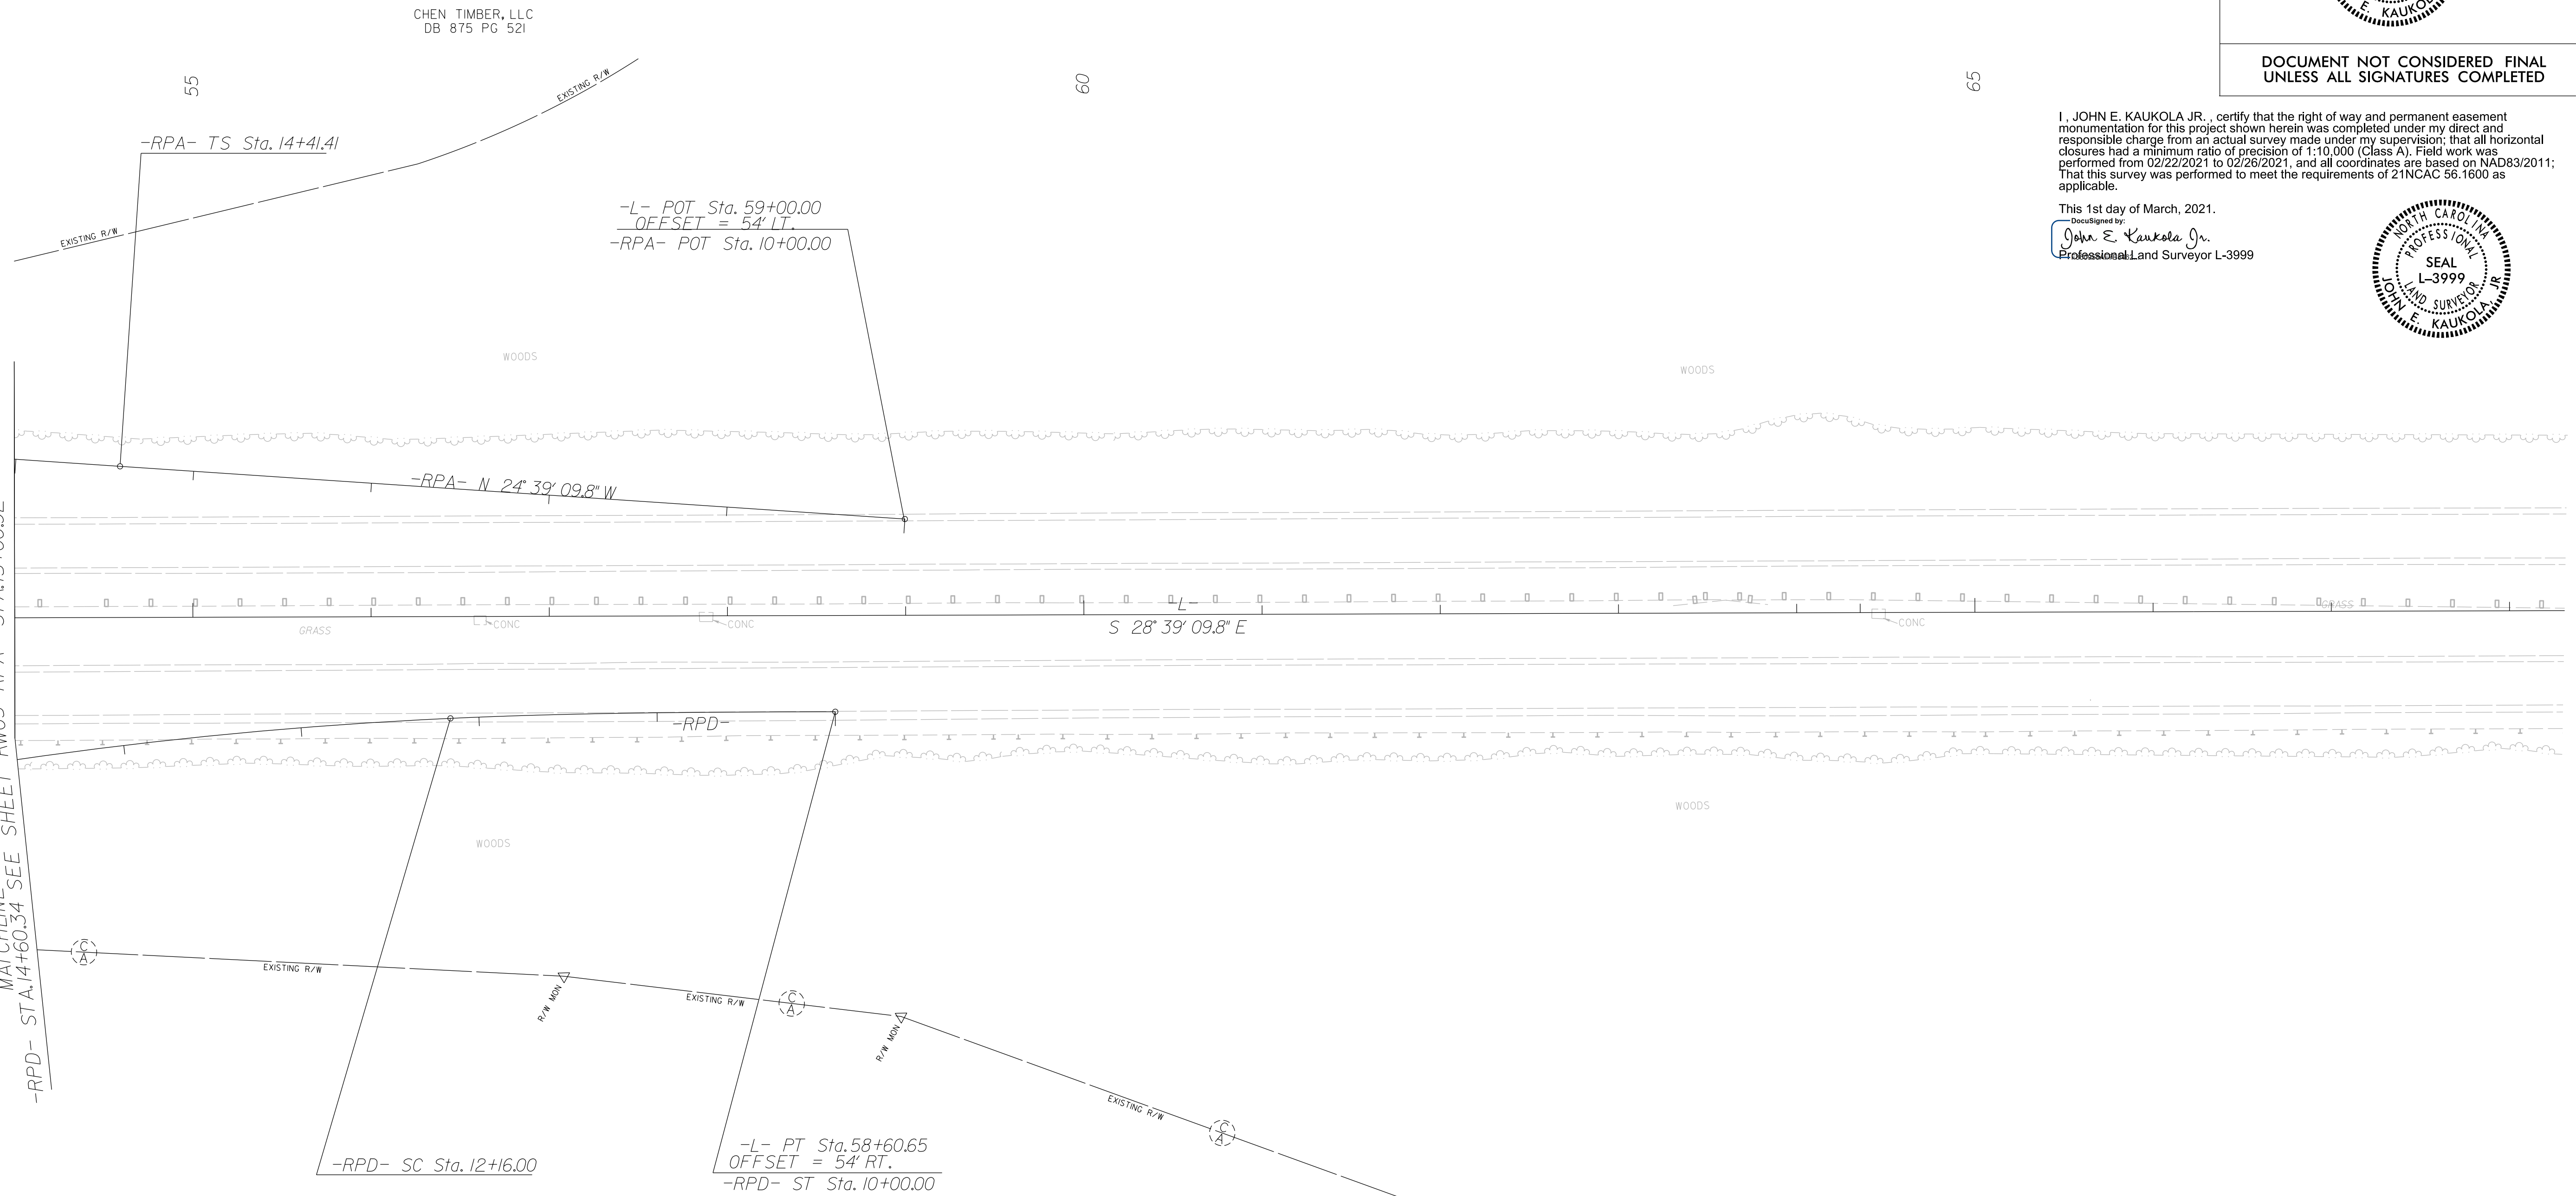 CHEN TIMBER, LLC
DB 875 PG 521
E. KAUKOL
DOCUMENT NOT CONSIDERED FINAL
UNLESS ALL SIGNATURES COMPLETED
55
60
65
I , JOHN E. KAUKOLA JR. , certify that the right of way and permanent easement
monumentation for this project shown herein was completed under my direct and
responsible charge from an actual survey made under my supervision; that all horizontal
closures had a minimum ratio of precision of 1:10,000 (Class A). Field work was
performed from 02/22/2021 to 02/26/2021, and all coordinates are based on NAD83/2011;
That this survey was performed to meet the requirements of 21NCAC 56.1600 as
applicable.
This 1st day of March, 2021.
DocuSigned by:
John E Kaukola Jr.
Professional Land Surveyor L-3999
NORTH CAROLINA
PROFESSIONAL
SEAL
L-3999
LAND SURVEYOR
JOHN E. KAUKOLA, JR
EXISTING R/W
-RPA- TS Sta. 14+41.41
EXISTING R/W
-L- POT Sta. 59+00.00
OFFSET = 54' LT.
-RPA- POT Sta. 10+00.00
WOODS
WOODS
-RPA- N 24° 39' 09.8" W
-L-
GRASS
CONC
CONC
S 28° 39' 09.8" E
CONC
GRASS
-RPD-
WOODS
WOODS
MATCHLINE
-RPD- STA.14+60.34 SEE SHEET
C
A
EXISTING R/W
R/W MON
EXISTING R/W
C
A
R/W MON
EXISTING R/W
C
A
-RPD- SC Sta. 12+16.00
-L- PT Sta. 58+60.65
OFFSET = 54' RT.
-RPD- ST Sta. 10+00.00